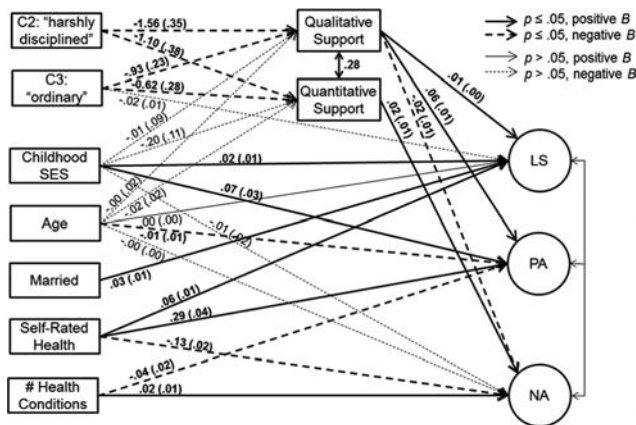 C2: "harshly disciplined"
C3: "ordinary"
Childhood SES
Age
Married
Self-Rated Health
# Health Conditions
Qualitative Support
.28
Quantitative Support
LS
PA
NA
p ≤ .05, positive B
p ≤ .05, negative B
p > .05, positive B
p > .05, negative B
-1.56 (.35)
-1.10 (.38)
-.93 (.23)
-0.62 (.28)
-.02 (.01)
-.01 (.09)
-.20 (.11)
.02 (.01)
.07 (.03)
-.00 (.02)
-.02 (.02)
.00 (.00)
-.01 (.01)
-.00 (.00)
-.01 (.02)
.03 (.01)
.06 (.01)
.29 (.04)
-.13 (.02)
-.04 (.02)
.02 (.01)
.01 (.00)
.06 (.01)
-.02 (.01)
.02 (.01)